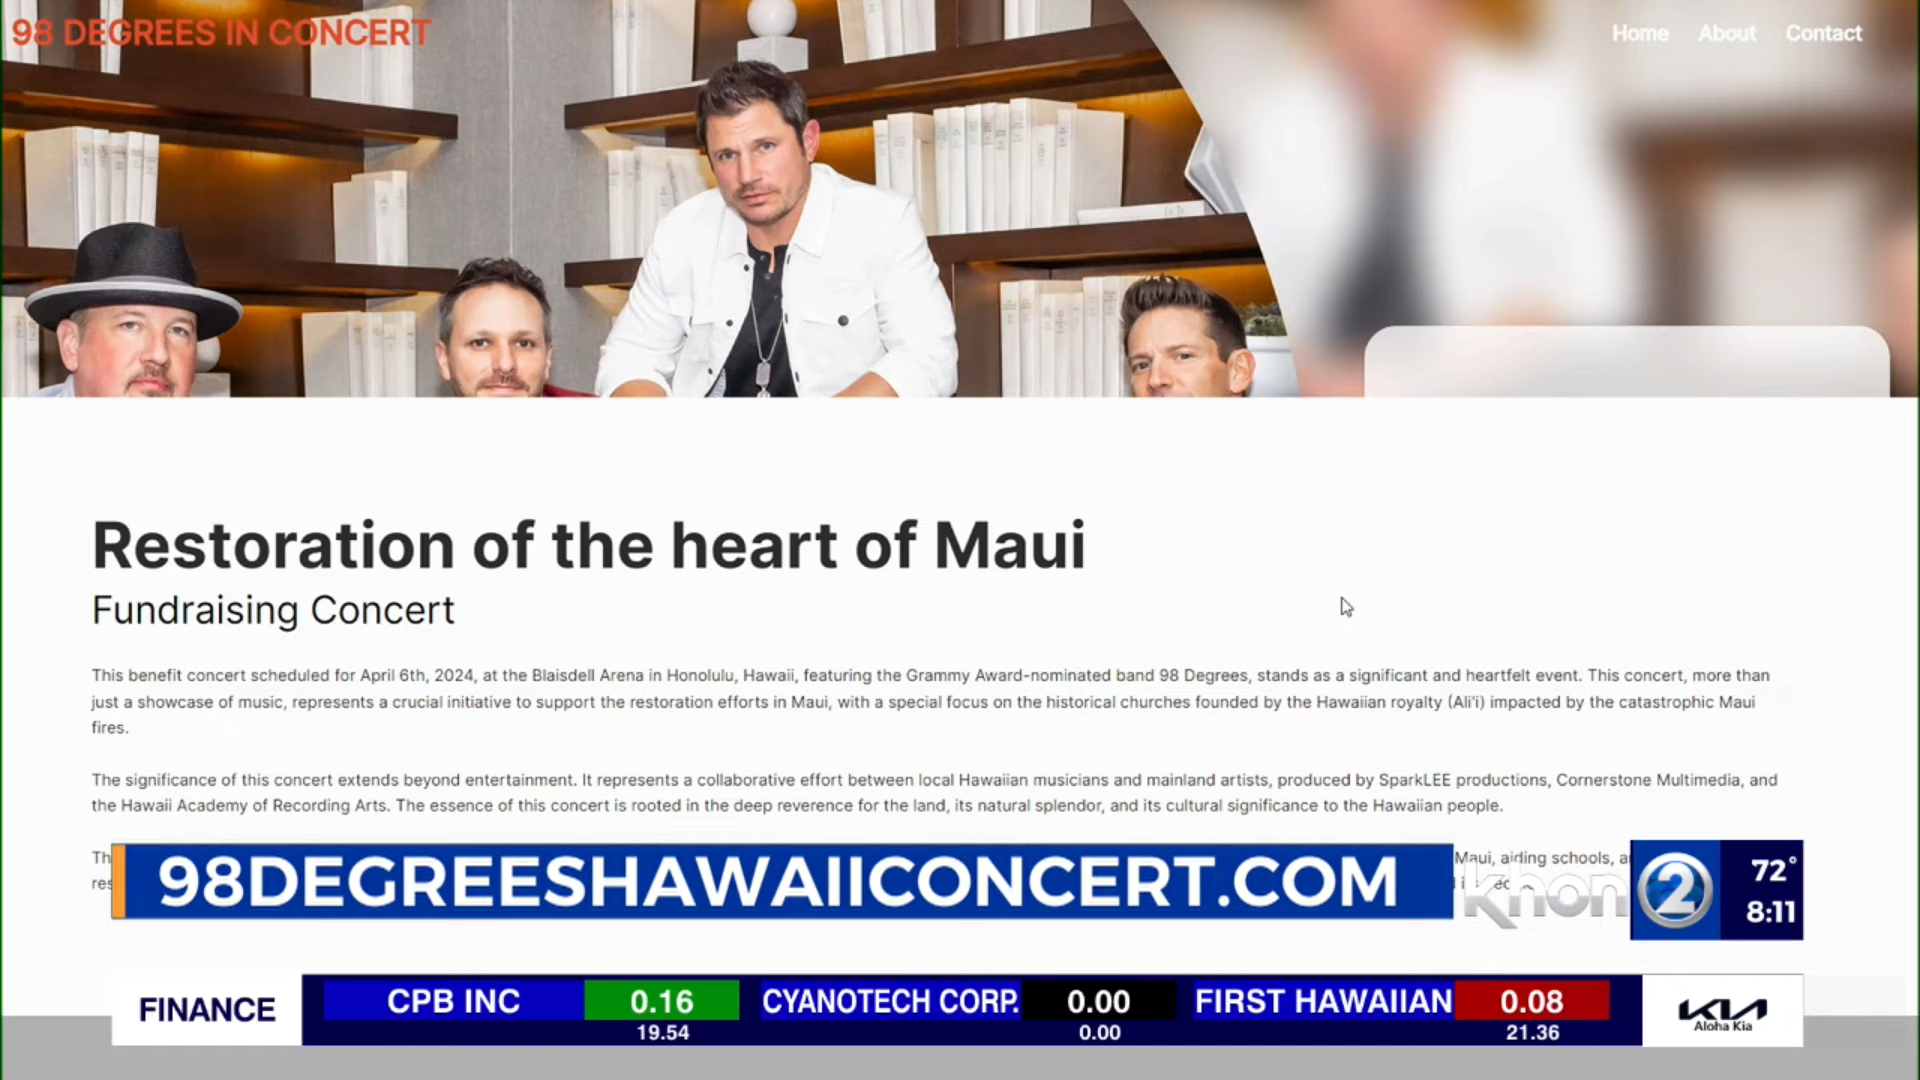 98 DEGREES IN CONCERT
Home About Contact
Restoration of the heart of Maui
Fundraising Concert
This benefit concert scheduled for April 6th, 2024, at the Blaisdell Arena in Honolulu, Hawaii, featuring the Grammy Award-nominated band 98 Degrees, stands as a significant and heartfelt event. This concert, more than
just a showcase of music, represents a crucial initiative to support the restoration efforts in Maui, with a special focus on the historical churches founded by the Hawaiian royalty (Ali'i) impacted by the catastrophic Maui
fires.
The significance of this concert extends beyond entertainment. It represents a collaborative effort between local Hawaiian musicians and mainland artists, produced by SparkLEE productions, Cornerstone Multimedia, and
the Hawaii Academy of Recording Arts. The essence of this concert is rooted in the deep reverence for the land, its natural splendor, and its cultural significance to the Hawaiian people.
Maui, aiding schools,
98DEGREESHAWAIICONCERT.COM
khon 2
72°
8:11
FINANCE
CPB INC 0.16 CYANOTECH CORP. 0.00 FIRST HAWAIIAN 0.08
19.54 0.00 21.36
KIA
Aloha Kia